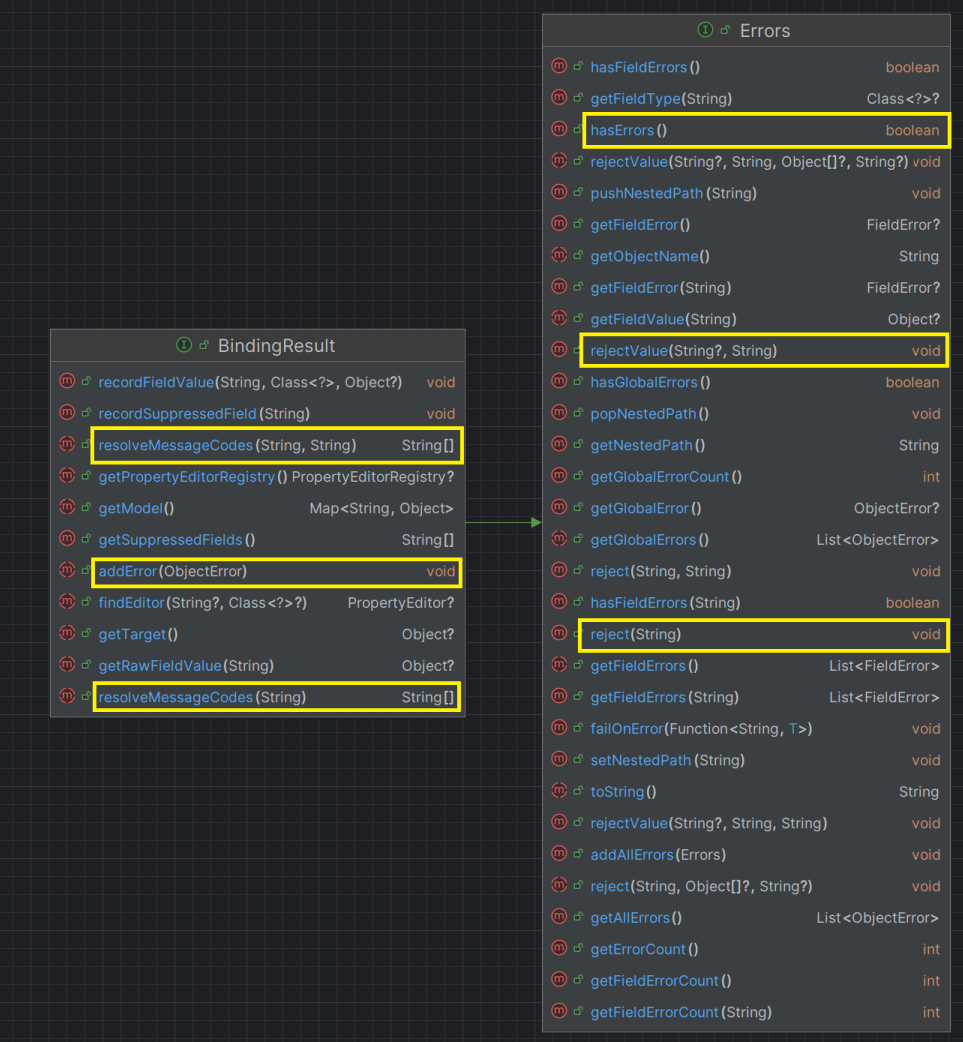 BindingResult
recordFieldValue(String, Class<?>, Object?) void
recordSuppressedField(String) void
resolveMessageCodes(String, String) String[]
getPropertyEditorRegistry() PropertyEditorRegistry?
getModel() Map<String, Object>
getSuppressedFields() String[]
addError(ObjectError) void
findEditor(String?, Class<?>?) PropertyEditor?
getTarget() Object?
getRawFieldValue(String) Object?
resolveMessageCodes(String) String[]
Errors
hasFieldErrors() boolean
getFieldType(String) Class<?>?
hasErrors() boolean
rejectValue(String?, String, Object[]?, String?) void
pushNestedPath(String) void
getFieldError() FieldError?
getObjectName() String
getFieldError(String) FieldError?
getFieldValue(String) Object?
rejectValue(String?, String) void
hasGlobalErrors() boolean
popNestedPath() void
getNestedPath() String
getGlobalErrorCount() int
getGlobalError() ObjectError?
getGlobalErrors() List<ObjectError>
reject(String, String) void
hasFieldErrors(String) boolean
reject(String) void
getFieldErrors() List<FieldError>
getFieldErrors(String) List<FieldError>
failOnError(Function<String, T>) void
setNestedPath(String) void
toString() String
rejectValue(String?, String, String) void
addAllErrors(Errors) void
reject(String, Object[]?, String?) void
getAllErrors() List<ObjectError>
getErrorCount() int
getFieldErrorCount() int
getFieldErrorCount(String) int